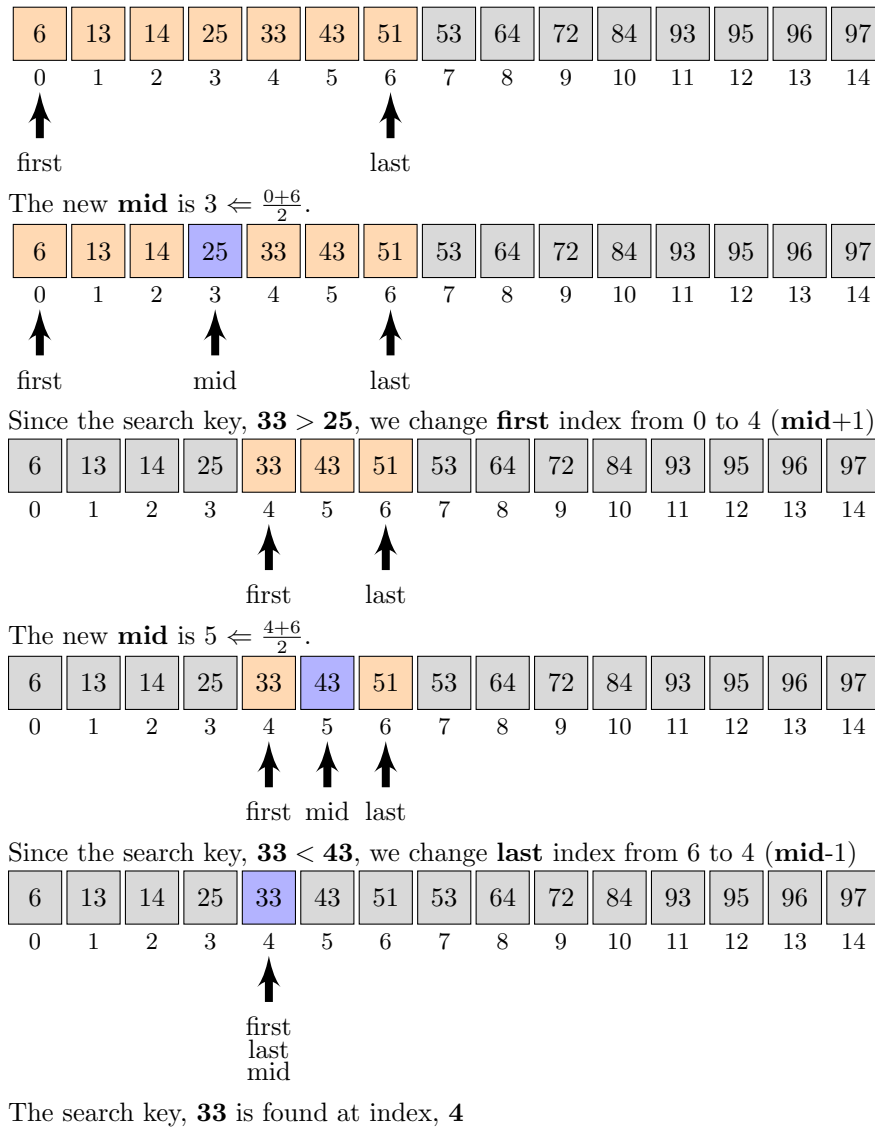 6 13 14 25 33 43 51 53 64 72 84 93 95 96 97
0 1 2 3 4 5 6 7 8 9 10 11 12 13 14
first last
The new mid is 3 ⇐ \frac{0+6}{2}.
6 13 14 25 33 43 51 53 64 72 84 93 95 96 97
0 1 2 3 4 5 6 7 8 9 10 11 12 13 14
first mid last
Since the search key, 33 > 25, we change first index from 0 to 4 (mid+1)
6 13 14 25 33 43 51 53 64 72 84 93 95 96 97
0 1 2 3 4 5 6 7 8 9 10 11 12 13 14
first last
The new mid is 5 ⇐ \frac{4+6}{2}.
6 13 14 25 33 43 51 53 64 72 84 93 95 96 97
0 1 2 3 4 5 6 7 8 9 10 11 12 13 14
first mid last
Since the search key, 33 < 43, we change last index from 6 to 4 (mid-1)
6 13 14 25 33 43 51 53 64 72 84 93 95 96 97
0 1 2 3 4 5 6 7 8 9 10 11 12 13 14
first
last
mid
The search key, 33 is found at index, 4